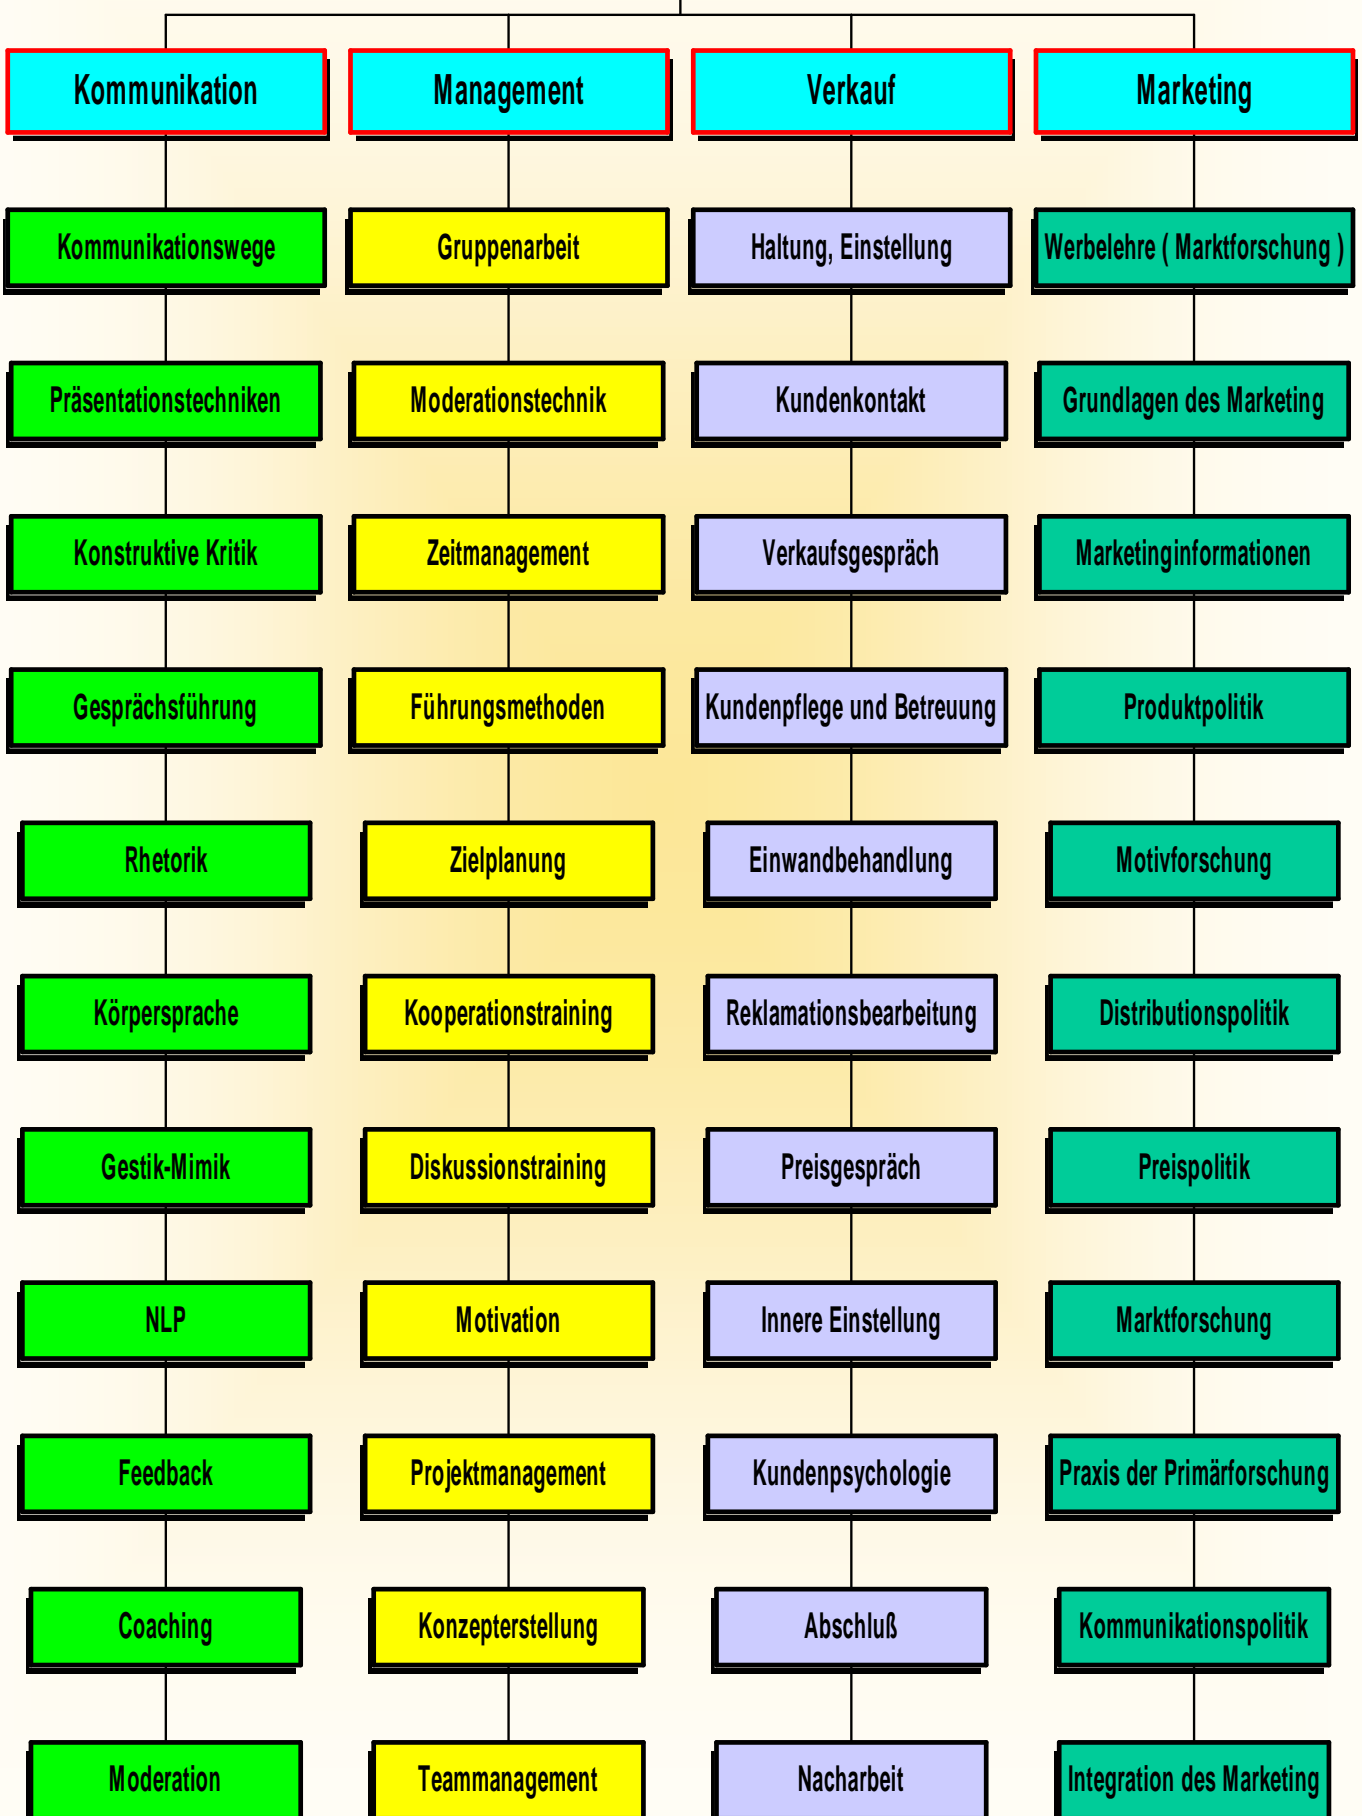 Kommunikation
Management
Verkauf
Marketing
Kommunikationswege
Gruppenarbeit
Haltung, Einstellung
Werbelehre ( Marktforschung )
Präsentationstechniken
Moderationstechnik
Kundenkontakt
Grundlagen des Marketing
Konstruktive Kritik
Zeitmanagement
Verkaufsgespräch
Marketinginformationen
Gesprächsführung
Führungsmethoden
Kundenpflege und Betreuung
Produktpolitik
Rhetorik
Zielplanung
Einwandbehandlung
Motivforschung
Körpersprache
Kooperationstraining
Reklamationsbearbeitung
Distributionspolitik
Gestik-Mimik
Diskussionstraining
Preisgespräch
Preispolitik
NLP
Motivation
Innere Einstellung
Marktforschung
Feedback
Projektmanagement
Kundenpsychologie
Praxis der Primärforschung
Coaching
Konzepterstellung
Abschluß
Kommunikationspolitik
Moderation
Teammanagement
Nacharbeit
Integration des Marketing